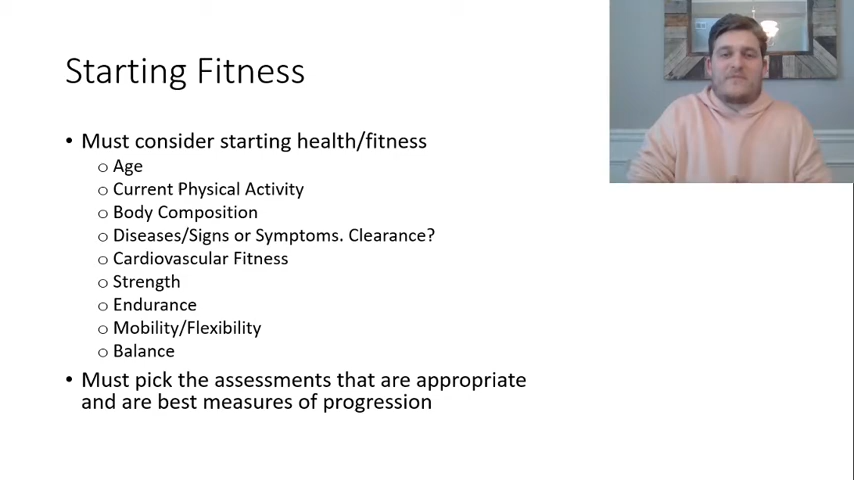 Starting Fitness
• Must consider starting health/fitness
o Age
o Current Physical Activity
o Body Composition
o Diseases/Signs or Symptoms. Clearance?
o Cardiovascular Fitness
o Strength
o Endurance
o Mobility/Flexibility
o Balance
• Must pick the assessments that are appropriate
and are best measures of progression